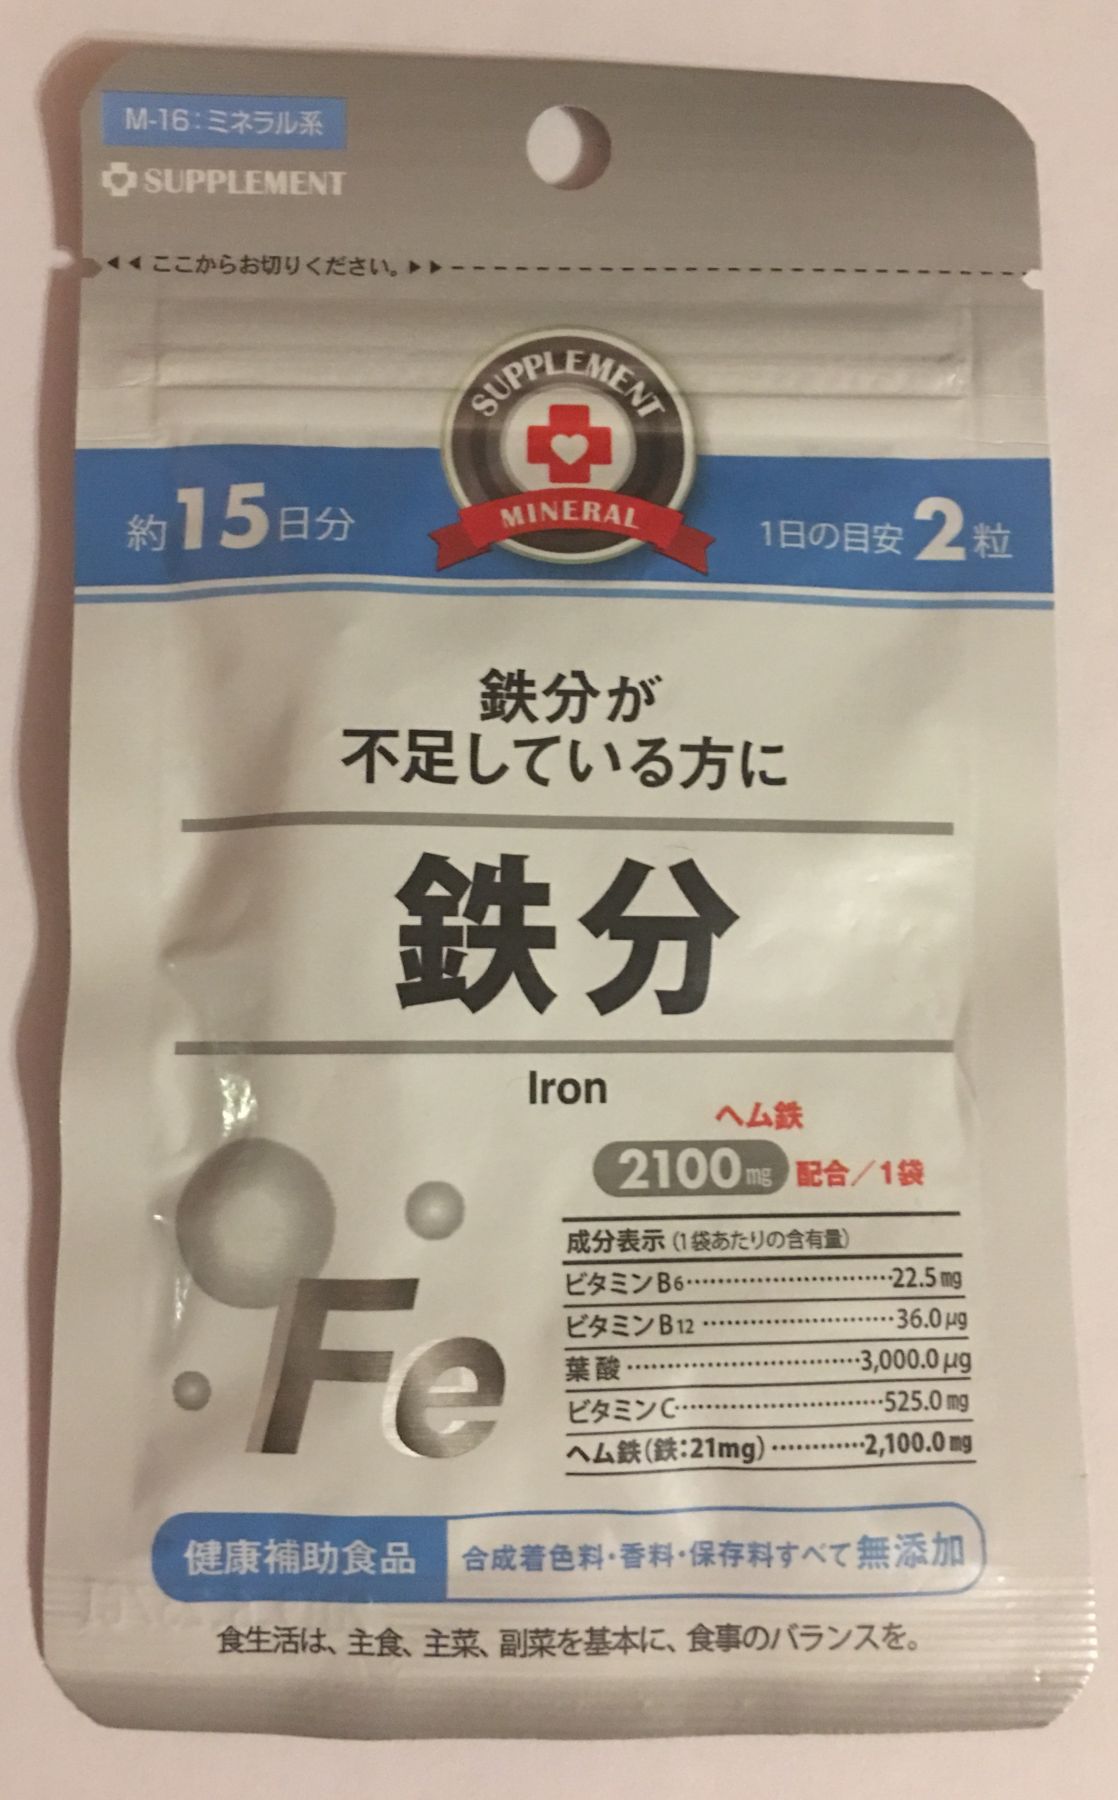 M-16:ミネラル系
SUPPLEMENT
◀◀ ここからお切りください。▶▶
SUPPLEMENT
MINERAL
約15日分
1日の目安 2粒
鉄分が
不足している方に
鉄分
Iron
ヘム鉄
2100mg 配合/1袋
成分表示(1袋あたりの含有量)
ビタミンB6‥‥‥‥‥‥‥‥‥‥22.5mg
ビタミンB12‥‥‥‥‥‥‥‥‥36.0μg
葉酸‥‥‥‥‥‥‥‥‥‥‥3,000.0μg
ビタミンC‥‥‥‥‥‥‥‥‥‥525.0mg
ヘム鉄(鉄:21mg)‥‥‥‥2,100.0mg
Fe
健康補助食品 合成着色料・香料・保存料すべて無添加
食生活は、主食、主菜、副菜を基本に、食事のバランスを。